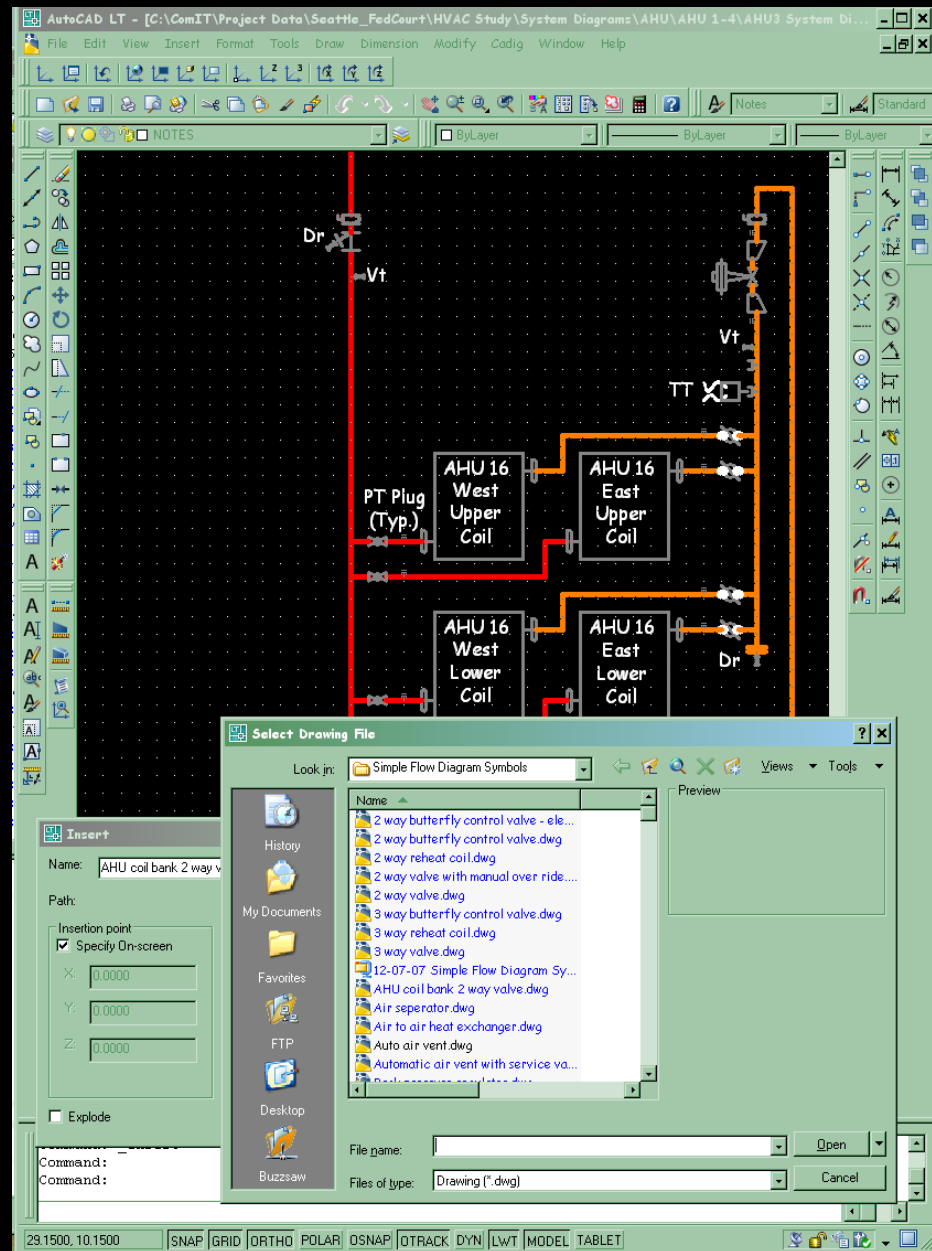 AutoCAD LT - [C:\ComIT\Project Data\Seattle_FedCourt\HVAC Study\System Diagrams\AHU\AHU 1-4\AHU3 System Di...
File Edit View Insert Format Tools Draw Dimension Modify Cadig Window Help
Notes
Standard
NOTES
ByLayer
ByLayer
ByLayer
Dr
Vt
Vt
TT
AHU 16
West
Upper
Coil
AHU 16
East
Upper
Coil
PT Plug
(Typ.)
AHU 16
West
Lower
Coil
AHU 16
East
Lower
Coil
Dr
Select Drawing File
Look in: Simple Flow Diagram Symbols
Views Tools
History
My Documents
Favorites
FTP
Desktop
Buzzsaw
Name
2 way butterfly control valve - ele...
2 way butterfly control valve.dwg
2 way reheat coil.dwg
2 way valve with manual over ride....
2 way valve.dwg
3 way butterfly control valve.dwg
3 way reheat coil.dwg
3 way valve.dwg
12-07-07 Simple Flow Diagram Sy...
AHU coil bank 2 way valve.dwg
Air seperator.dwg
Air to air heat exchanger.dwg
Auto air vent.dwg
Automatic air vent with service va...
Preview
File name:
Open
Files of type: Drawing (*.dwg)
Cancel
Insert
Name: AHU coil bank 2 way v
Path:
Insertion point
Specify On-screen
X: 0.0000
Y: 0.0000
Z: 0.0000
Explode
Command:
Command:
29.1500, 10.1500 SNAP GRID ORTHO POLAR OSNAP OTRACK DYN LWT MODEL TABLET